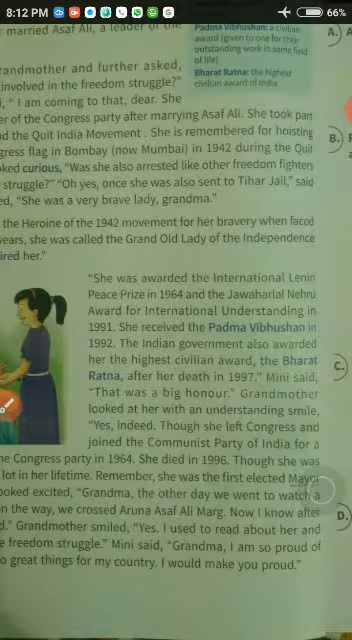 8:12 PM
66%
married Asaf Ali, a leader of the
Padma Vibhushan: a civilian
award (given to one for their
outstanding work in some field
of life)
Bharat Ratna: the highest
civilian award of India
A.)
randmother and further asked,
involved in the freedom struggle?"
, " I am coming to that, dear. She
er of the Congress party after marrying Asaf Ali. She took part
nd the Quit India Movement . She is remembered for hoisting
gress flag in Bombay (now Mumbai) in 1942 during the Quit
B.)
ked curious, "Was she also arrested like other freedom fighters
struggle?" "Oh yes, once she was also sent to Tihar Jail," said
ed, "She was a very brave lady, grandma."
the Heroine of the 1942 movement for her bravery when faced
years, she was called the Grand Old Lady of the Independence
ired her."
"She was awarded the International Lenin
Peace Prize in 1964 and the Jawaharlal Nehru
Award for International Understanding in
1991. She received the Padma Vibhushan in
1992. The Indian government also awarded
her the highest civilian award, the Bharat
Ratna, after her death in 1997." Mini said,
"That was a big honour." Grandmother
looked at her with an understanding smile,
"Yes, indeed. Though she left Congress and
joined the Communist Party of India for a
C.)
he Congress party in 1964. She died in 1996. Though she was
lot in her lifetime. Remember, she was the first elected Mayor
ooked excited, "Grandma, the other day we went to watch a
n the way, we crossed Aruna Asaf Ali Marg. Now I know after
D.)
d." Grandmother smiled, "Yes. I used to read about her and
e freedom struggle." Mini said, "Grandma, I am so proud of
o great things for my country. I would make you proud."